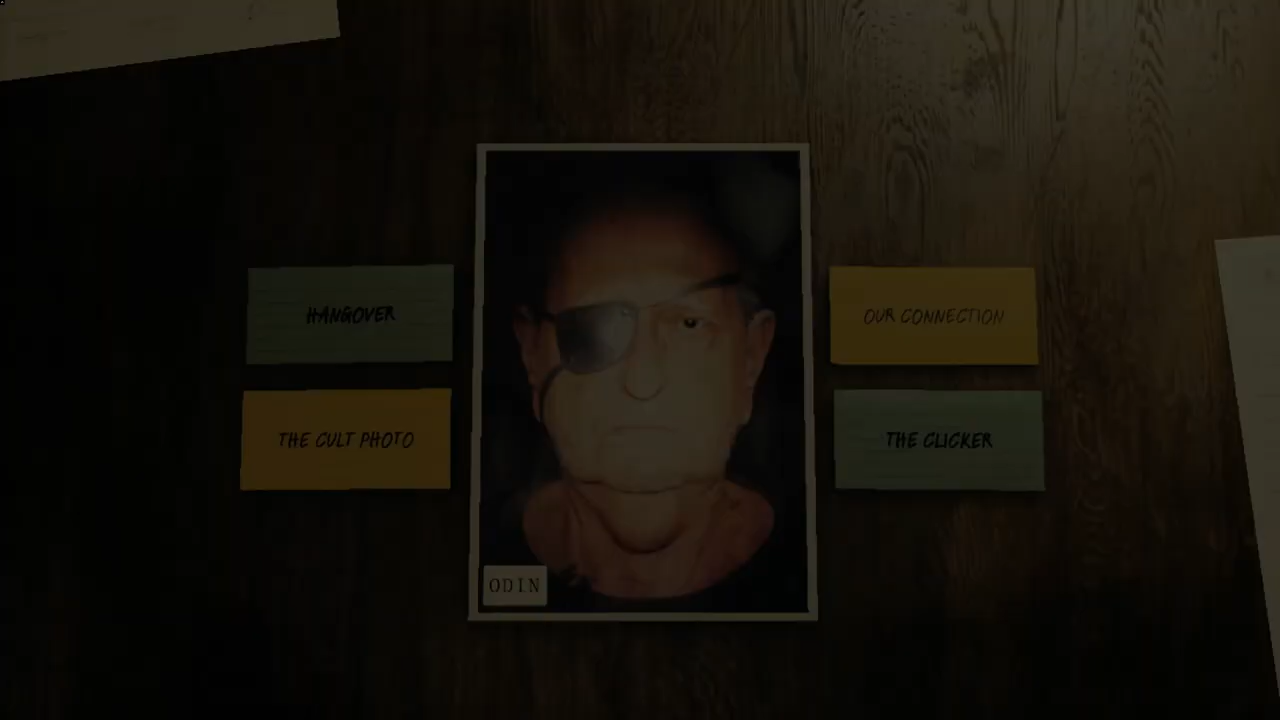 HANGOVER
OUR CONNECTION
THE CULT PHOTO
THE CLICKER
ODIN